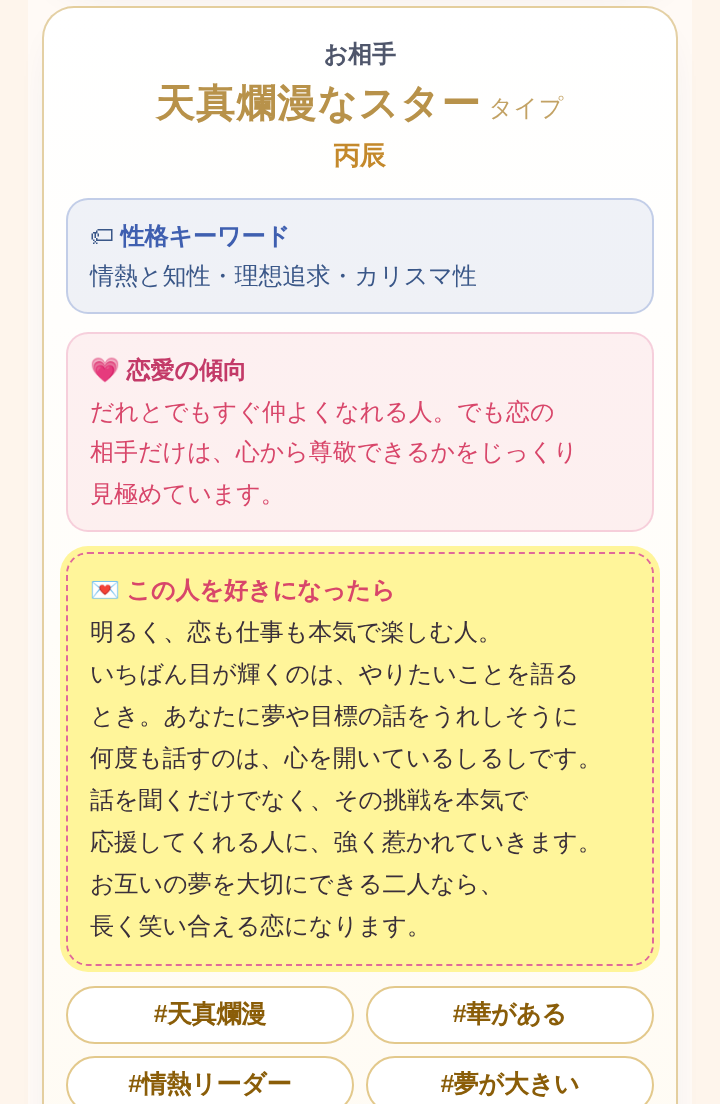 お相手
天真爛漫なスター タイプ
丙辰
性格キーワード
情熱と知性・理想追求・カリスマ性
恋愛の傾向
だれとでもすぐ仲よくなれる人。でも恋の
相手だけは、心から尊敬できるかをじっくり
見極めています。
この人を好きになったら
明るく、恋も仕事も本気で楽しむ人。
いちばん目が輝くのは、やりたいことを語る
とき。あなたに夢や目標の話をうれしそうに
何度も話すのは、心を開いているしるしです。
話を聞くだけでなく、その挑戦を本気で
応援してくれる人に、強く惹かれていきます。
お互いの夢を大切にできる二人なら、
長く笑い合える恋になります。
#天真爛漫 #華がある
#情熱リーダー #夢が大きい